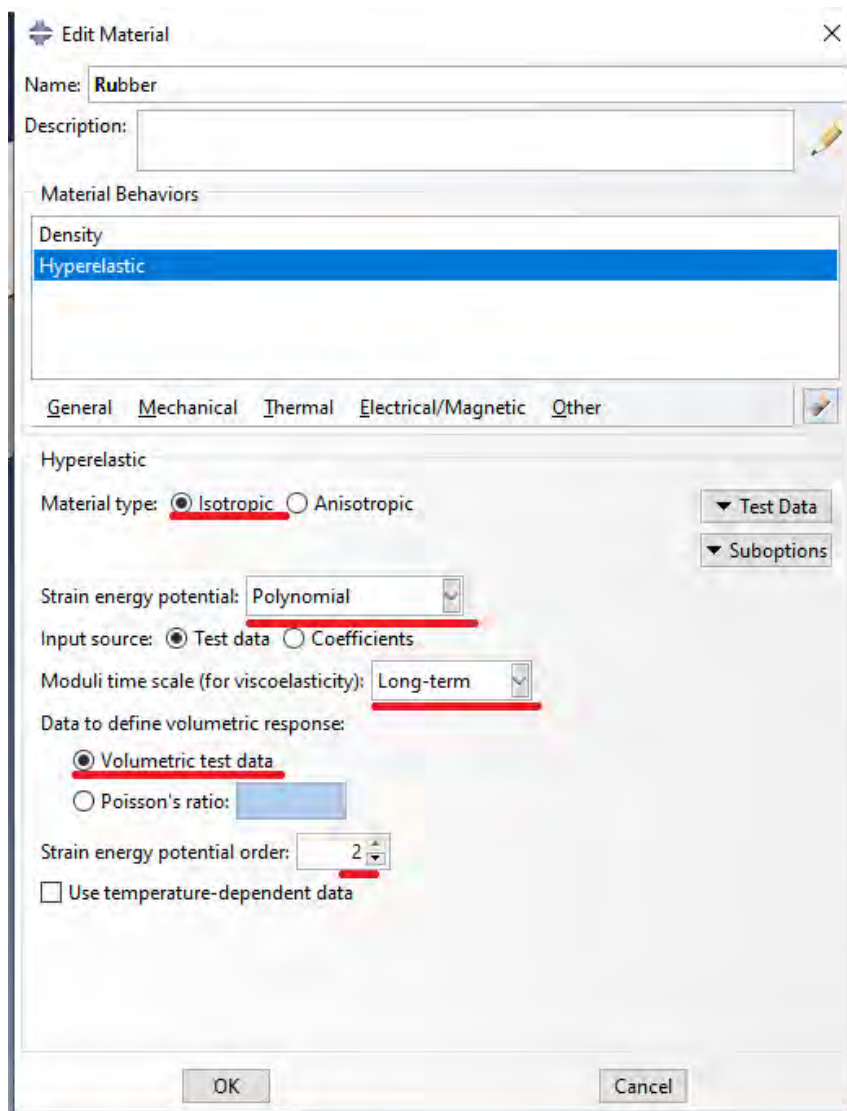 Edit Material
Name: Rubber
Description:
Material Behaviors
Density
Hyperelastic
General Mechanical Thermal Electrical/Magnetic Other
Hyperelastic
Material type: Isotropic Anisotropic
Test Data
Suboptions
Strain energy potential: Polynomial
Input source: Test data Coefficients
Moduli time scale (for viscoelasticity): Long-term
Data to define volumetric response:
Volumetric test data
Poisson's ratio:
Strain energy potential order: 2
Use temperature-dependent data
OK Cancel